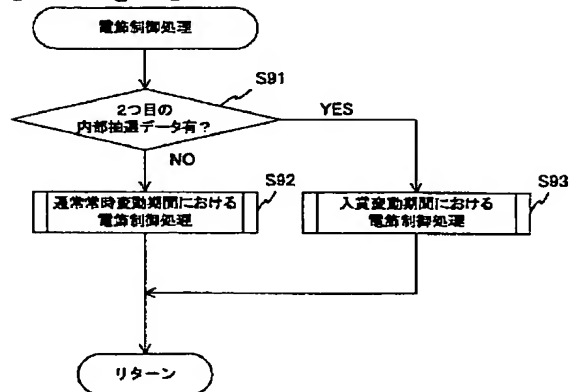 電飾制御処理
S91
2つ目の
内部抽選データ有?
YES
NO
S92
通常常時変動期間における
電飾制御処理
S93
入賞変動期間における
電飾制御処理
リターン